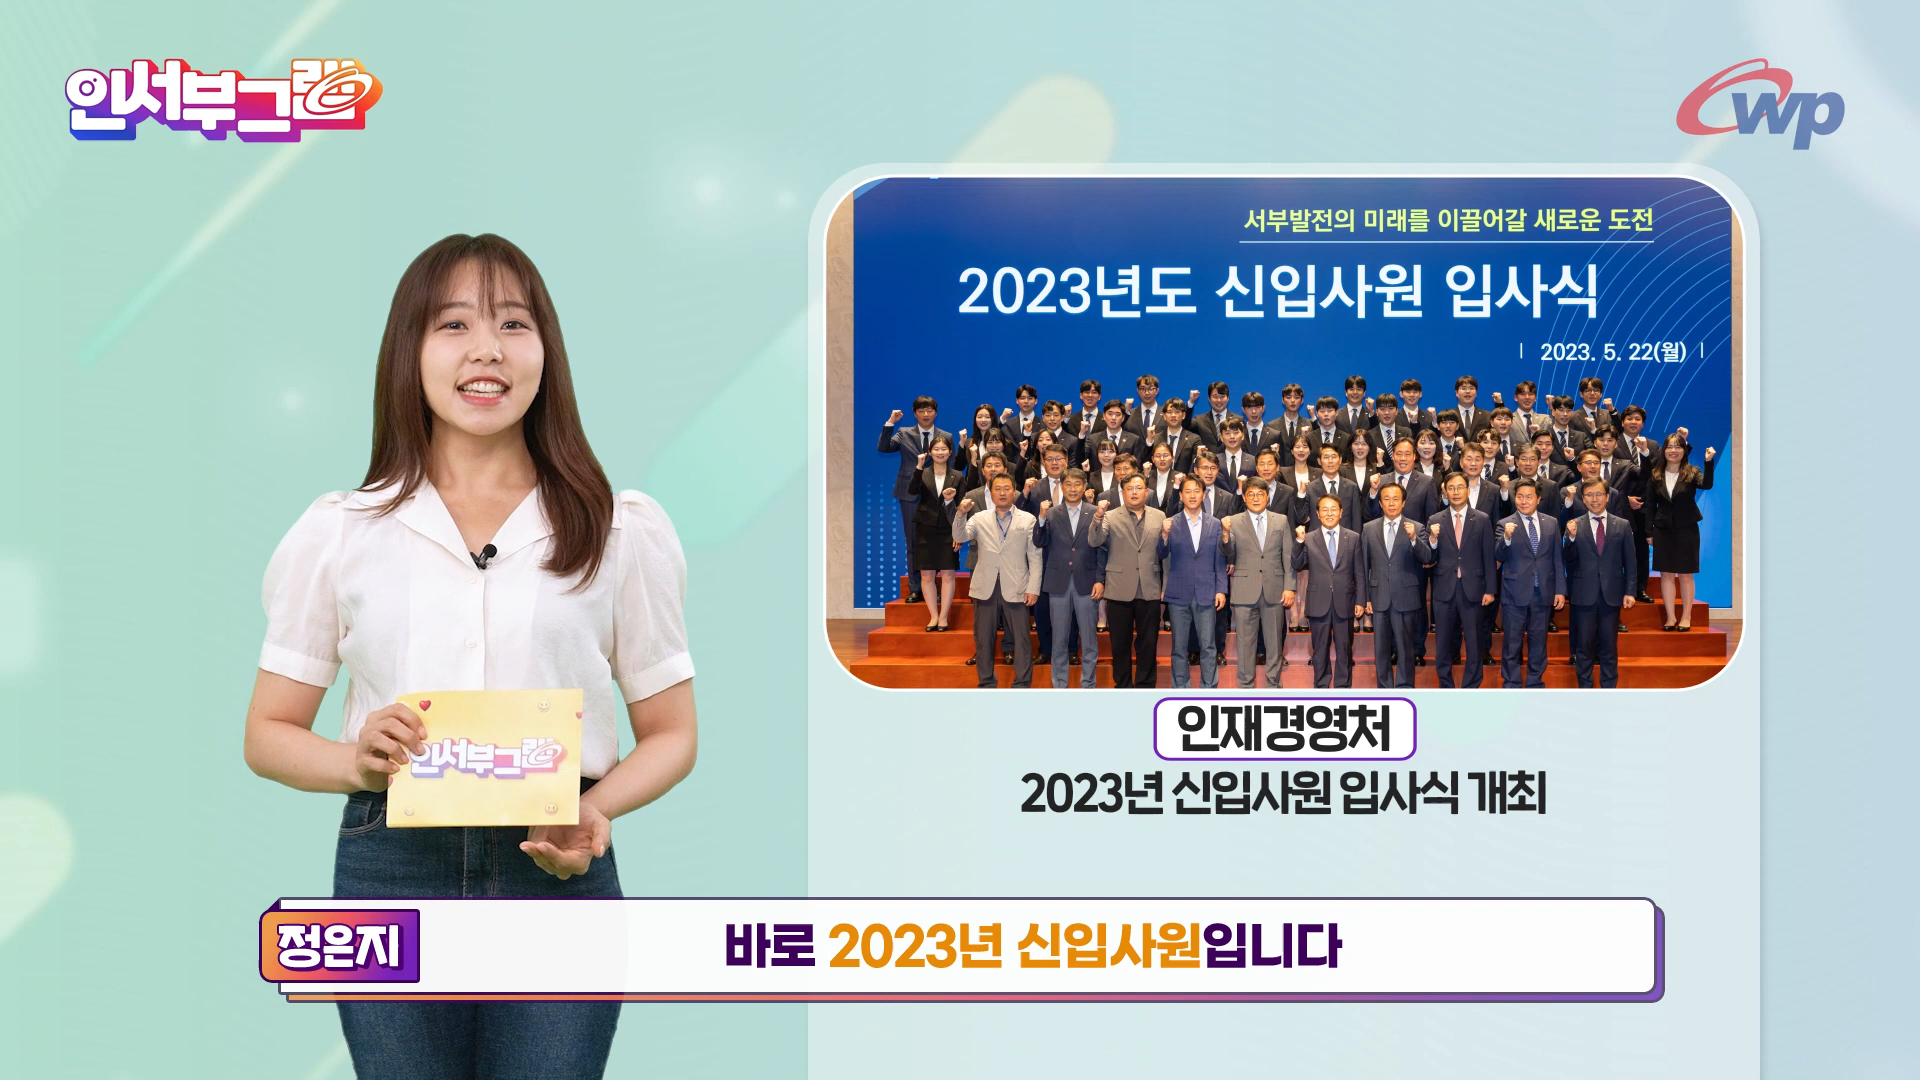 인서부그램
wp
서부발전의 미래를 이끌어갈 새로운 도전
2023년도 신입사원 입사식
2023. 5. 22(월)
인서부그램
인재경영처
2023년 신입사원 입사식 개최
정은지
바로 2023년 신입사원입니다